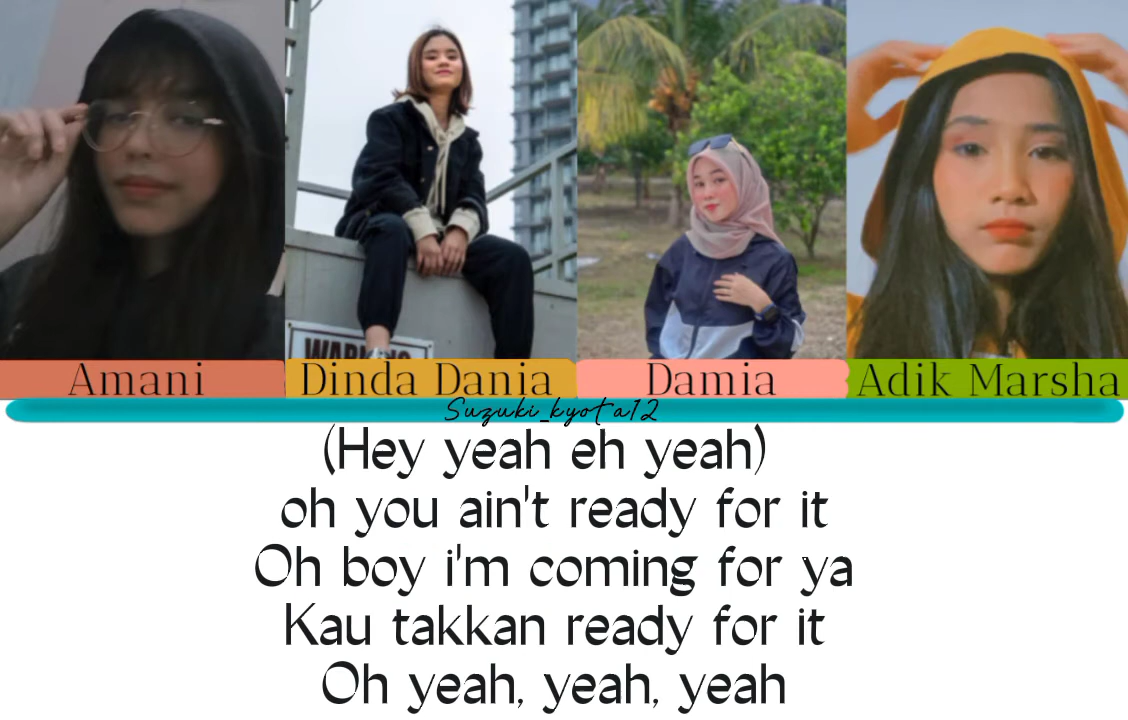 WARNING
Amani
Dinda Dania
Damia
Adik Marsha
Suzuki_kyota12
(Hey yeah eh yeah)
oh you ain't ready for it
Oh boy i'm coming for ya
Kau takkan ready for it
Oh yeah, yeah, yeah